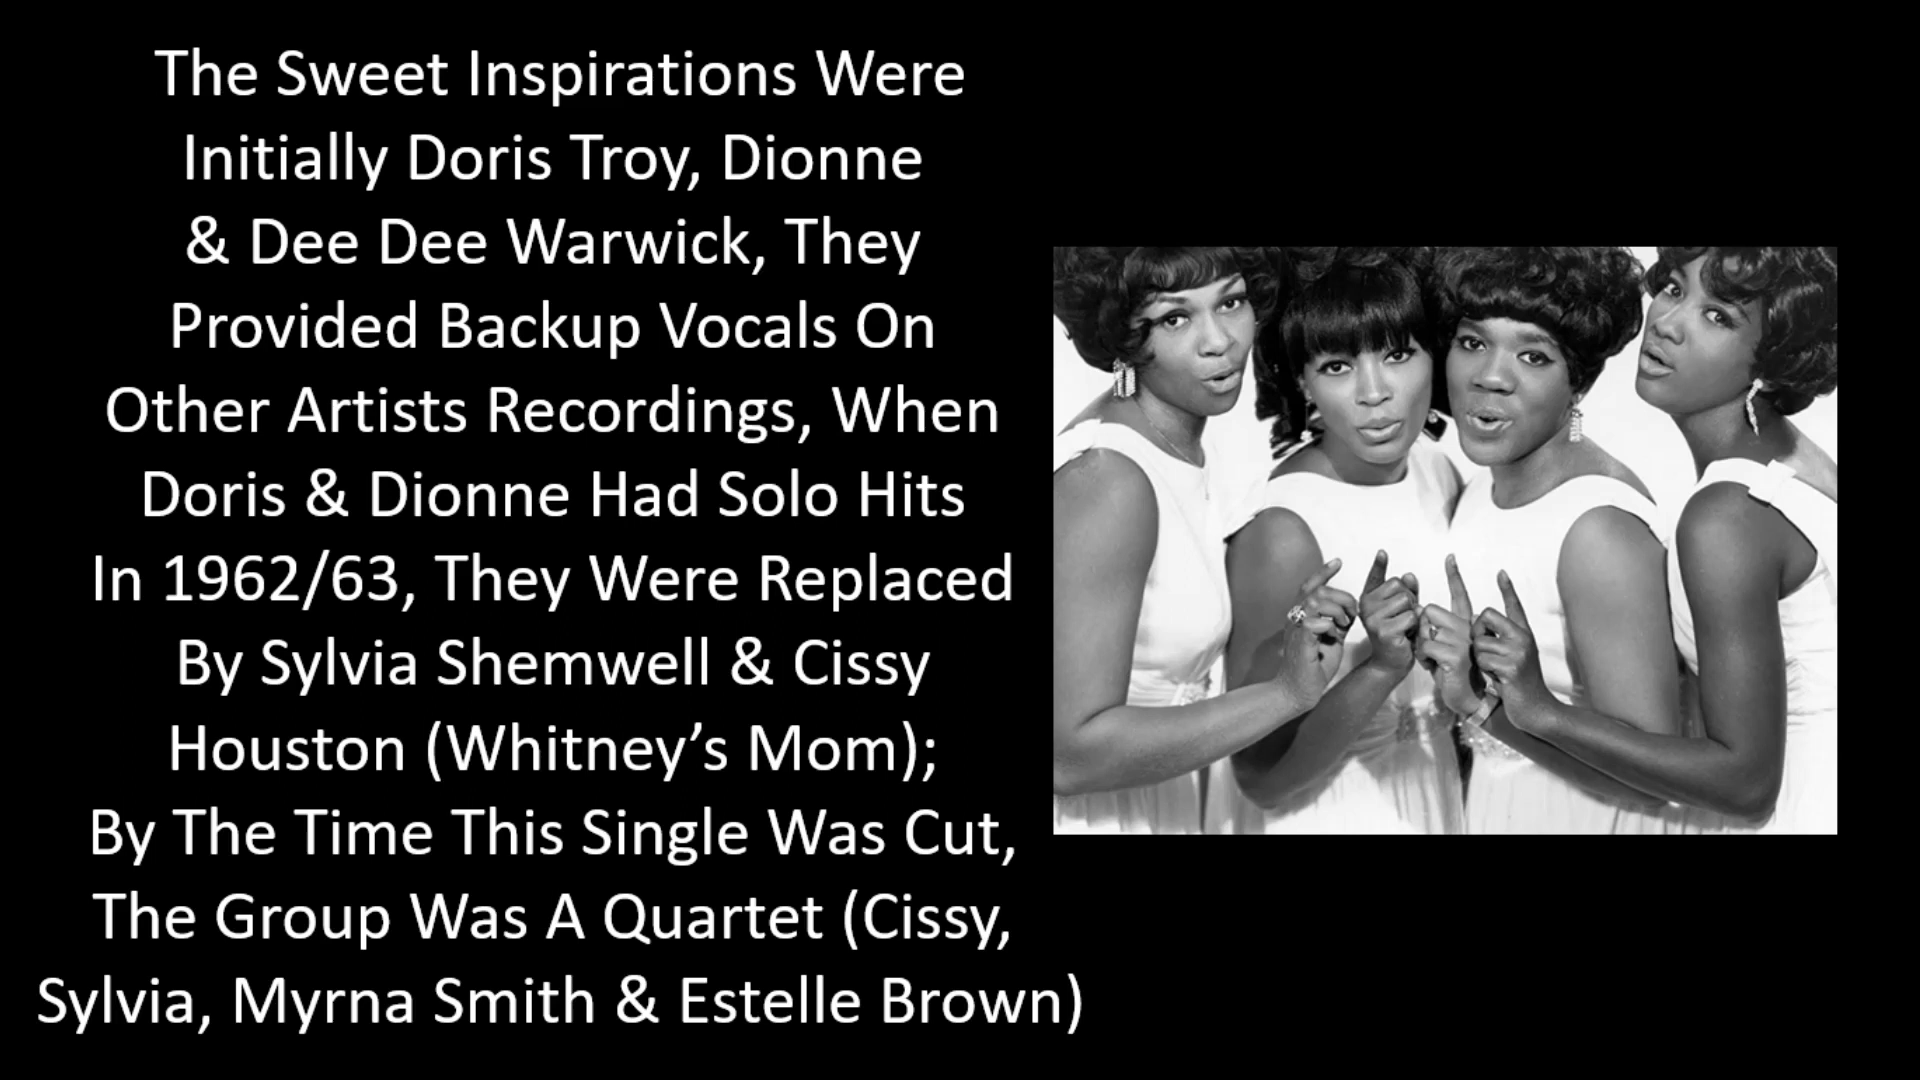 The Sweet Inspirations Were
Initially Doris Troy, Dionne
& Dee Dee Warwick, They
Provided Backup Vocals On
Other Artists Recordings, When
Doris & Dionne Had Solo Hits
In 1962/63, They Were Replaced
By Sylvia Shemwell & Cissy
Houston (Whitney’s Mom);
By The Time This Single Was Cut,
The Group Was A Quartet (Cissy,
Sylvia, Myrna Smith & Estelle Brown)